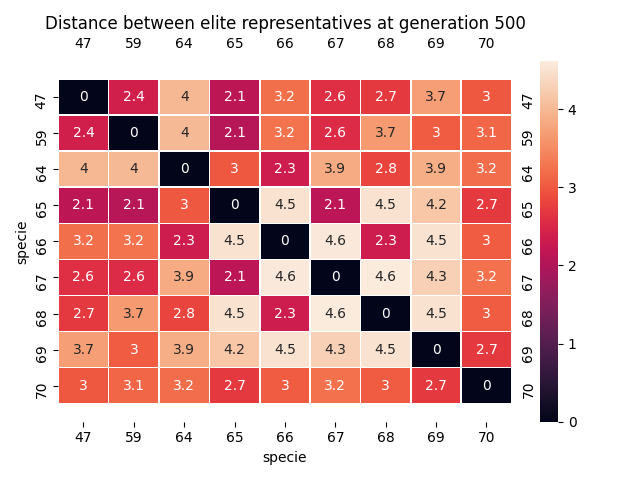 Distance between elite representatives at generation 500
47 59 64 65 66 67 68 69 70
47 0 2.4 4 2.1 3.2 2.6 2.7 3.7 3 47
59 2.4 0 4 2.1 3.2 2.6 3.7 3 3.1 59
64 4 4 0 3 2.3 3.9 2.8 3.9 3.2 64
65 2.1 2.1 3 0 4.5 2.1 4.5 4.2 2.7 65
66 3.2 3.2 2.3 4.5 0 4.6 2.3 4.5 3 66
67 2.6 2.6 3.9 2.1 4.6 0 4.6 4.3 3.2 67
68 2.7 3.7 2.8 4.5 2.3 4.6 0 4.5 3 68
69 3.7 3 3.9 4.2 4.5 4.3 4.5 0 2.7 69
70 3 3.1 3.2 2.7 3 3.2 3 2.7 0 70
47 59 64 65 66 67 68 69 70
specie
specie
4
3
2
1
0